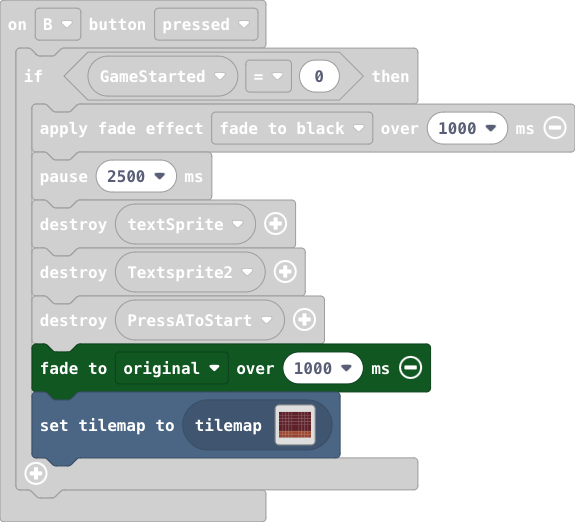 on B button pressed
if GameStarted = 0 then
apply fade effect fade to black over 1000 ms
pause 2500 ms
destroy textSprite
destroy Textsprite2
destroy PressAToStart
fade to original over 1000 ms
set tilemap to tilemap